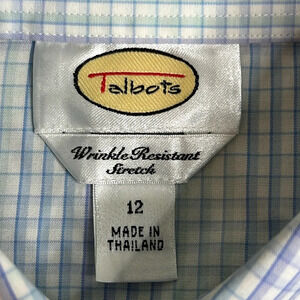 Talbots
Wrinkle Resistant
Stretch
12
MADE IN
THAILAND